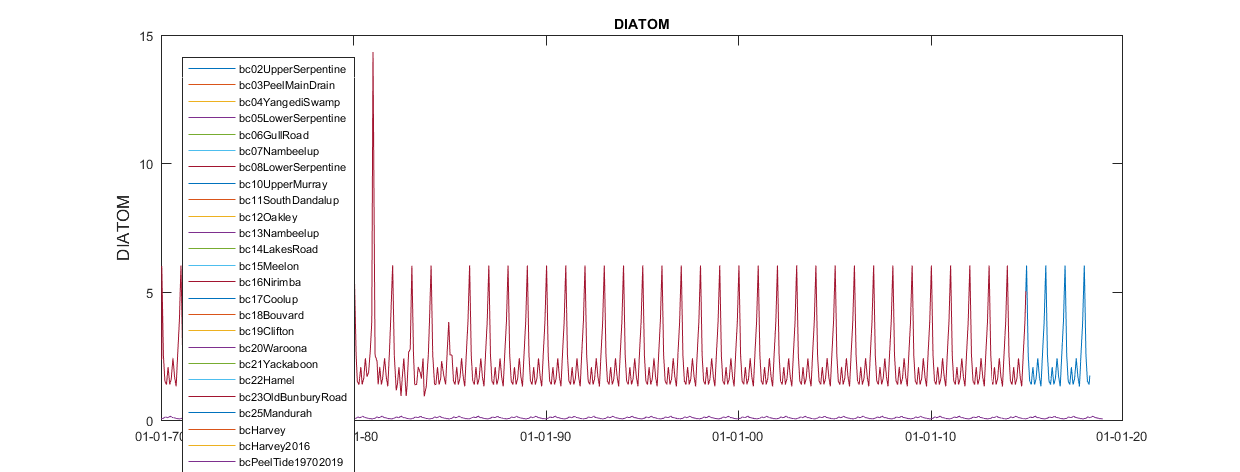 DIATOM
15
10
5
0
DIATOM
bc02UpperSerpentine
bc03PeelMainDrain
bc04YangediSwamp
bc05LowerSerpentine
bc06GullRoad
bc07Nambeelup
bc08LowerSerpentine
bc10UpperMurray
bc11SouthDandalup
bc12Oakley
bc13Nambeelup
bc14LakesRoad
bc15Meelon
bc16Nirimba
bc17Coolup
bc18Bouvard
bc19Clifton
bc20Waroona
bc21Yackaboon
bc22Hamel
bc23OldBunburyRoad
bc25Mandurah
bcHarvey
bcHarvey2016
bcPeelTide19702019
01-01-70 1-80 01-01-90 01-01-00 01-01-10 01-01-20